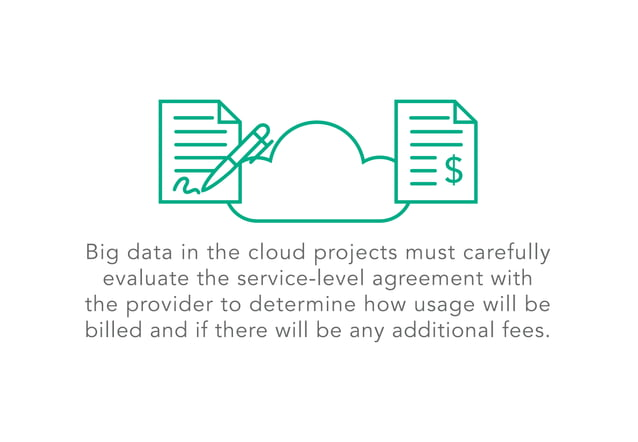 $
Big data in the cloud projects must carefully
evaluate the service-level agreement with
the provider to determine how usage will be
billed and if there will be any additional fees.